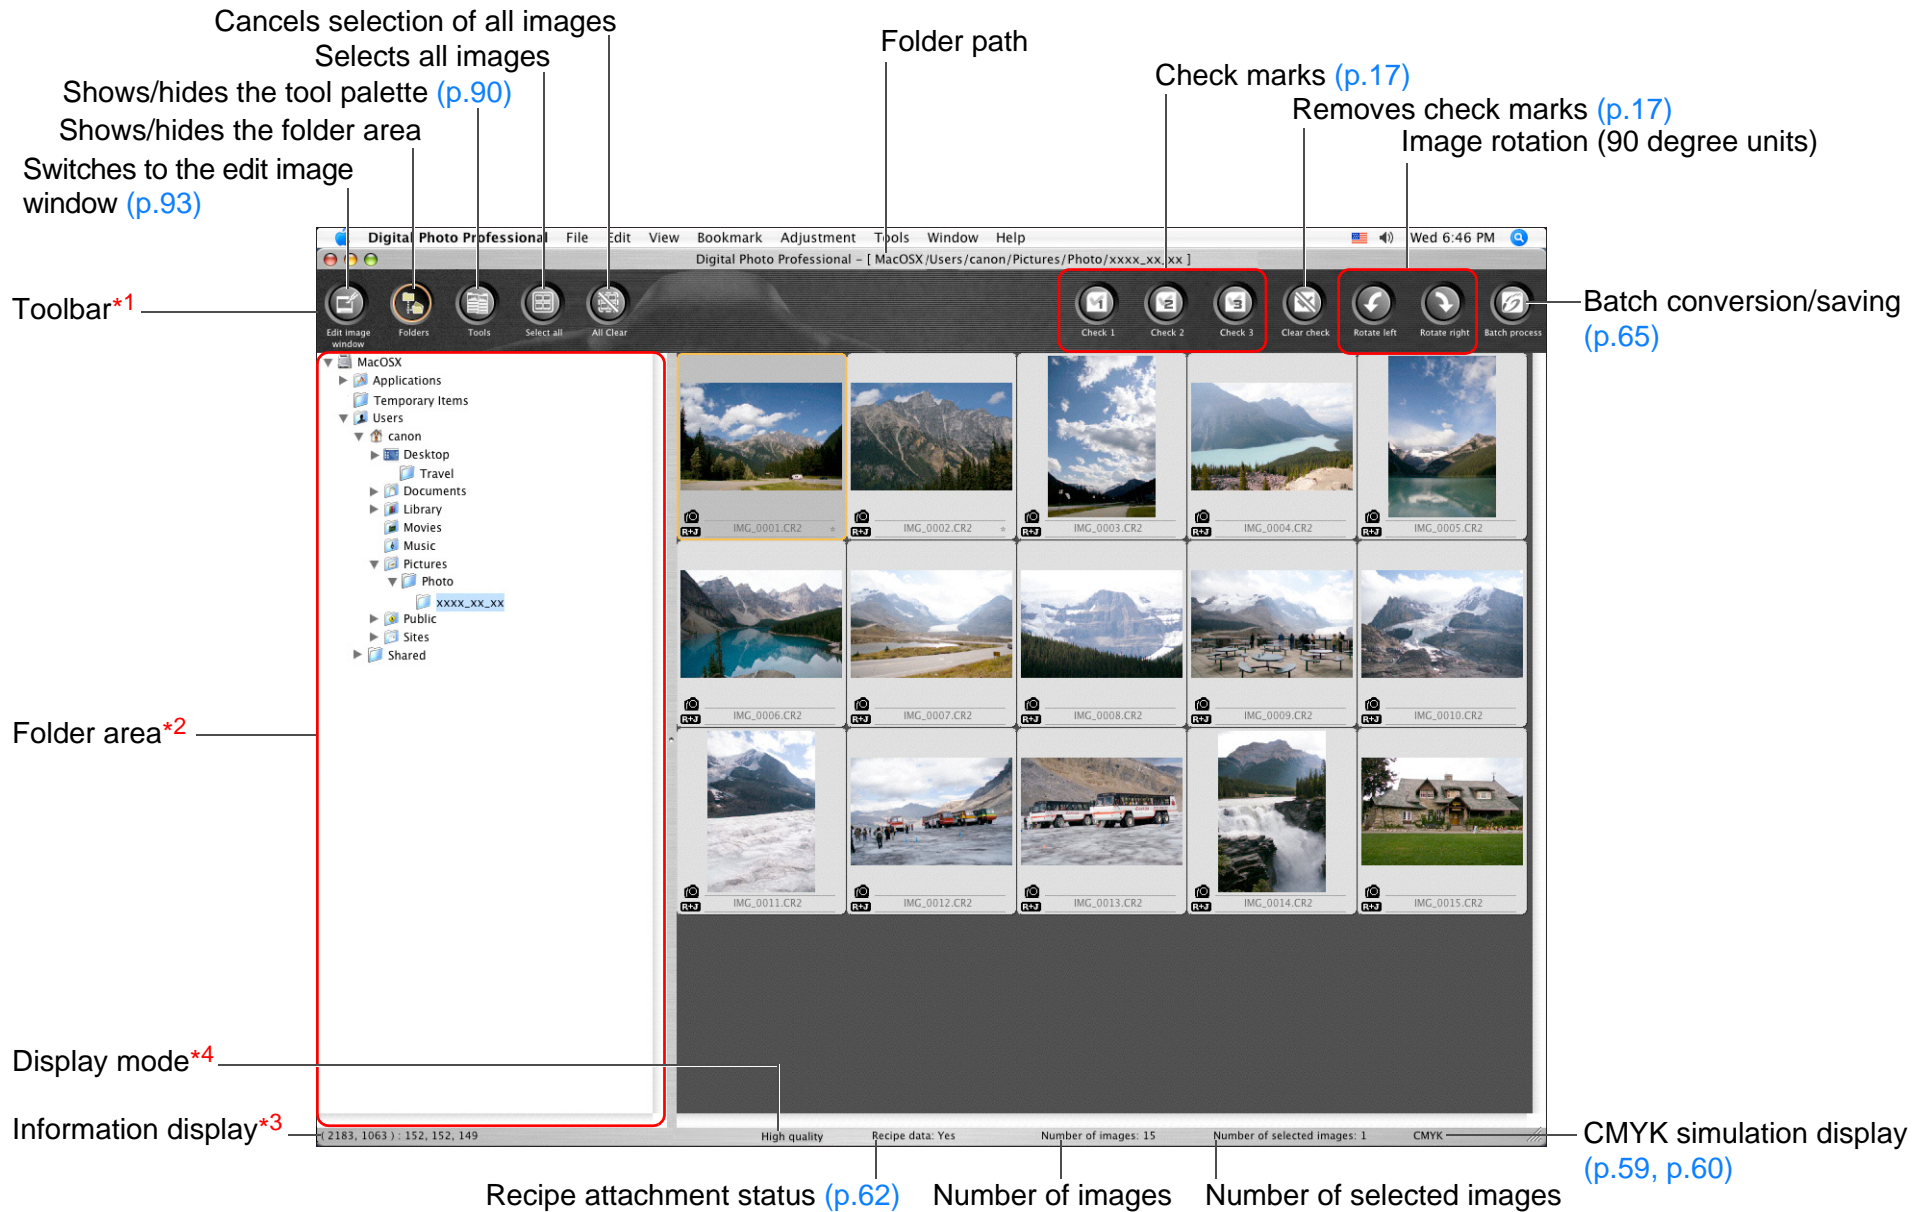 Cancels selection of all images
Selects all images
Folder path
Check marks (p.17)
Shows/hides the tool palette (p.90)
Removes check marks (p.17)
Shows/hides the folder area
Image rotation (90 degree units)
Switches to the edit image
window (p.93)
Digital Photo Professional File Edit View Bookmark Adjustment Tools Window Help Wed 6:46 PM
Digital Photo Professional – [ MacOSX/Users/canon/Pictures/Photo/xxxx_xx_xx ]
Toolbar*1
Edit image
window
Folders
Tools
Select all
All Clear
1
Check 1
2
Check 2
3
Check 3
Clear check
Rotate left
Rotate right
Batch process
Batch conversion/saving
(p.65)
MacOSX
Applications
Temporary Items
Users
canon
Desktop
Travel
Documents
Library
Movies
Music
Pictures
Photo
xxxx_xx_xx
Public
Sites
Shared
R+J IMG_0001.CR2 *
R+J IMG_0002.CR2 *
R+J IMG_0003.CR2
R+J IMG_0004.CR2
R+J IMG_0005.CR2
R+J IMG_0006.CR2
R+J IMG_0007.CR2
R+J IMG_0008.CR2
R+J IMG_0009.CR2
R+J IMG_0010.CR2
R+J IMG_0011.CR2
R+J IMG_0012.CR2
R+J IMG_0013.CR2
R+J IMG_0014.CR2
R+J IMG_0015.CR2
Folder area*2
Display mode*4
Information display*3
( 2183, 1063 ) : 152, 152, 149
High quality
Recipe data: Yes
Number of images: 15
Number of selected images: 1
CMYK
CMYK simulation display
(p.59, p.60)
Recipe attachment status (p.62)
Number of images
Number of selected images